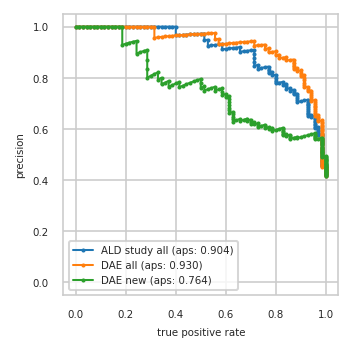 1.0
0.8
0.6
0.4
0.2
0.0
precision
ALD study all (aps: 0.904)
DAE all (aps: 0.930)
DAE new (aps: 0.764)
0.0 0.2 0.4 0.6 0.8 1.0
true positive rate